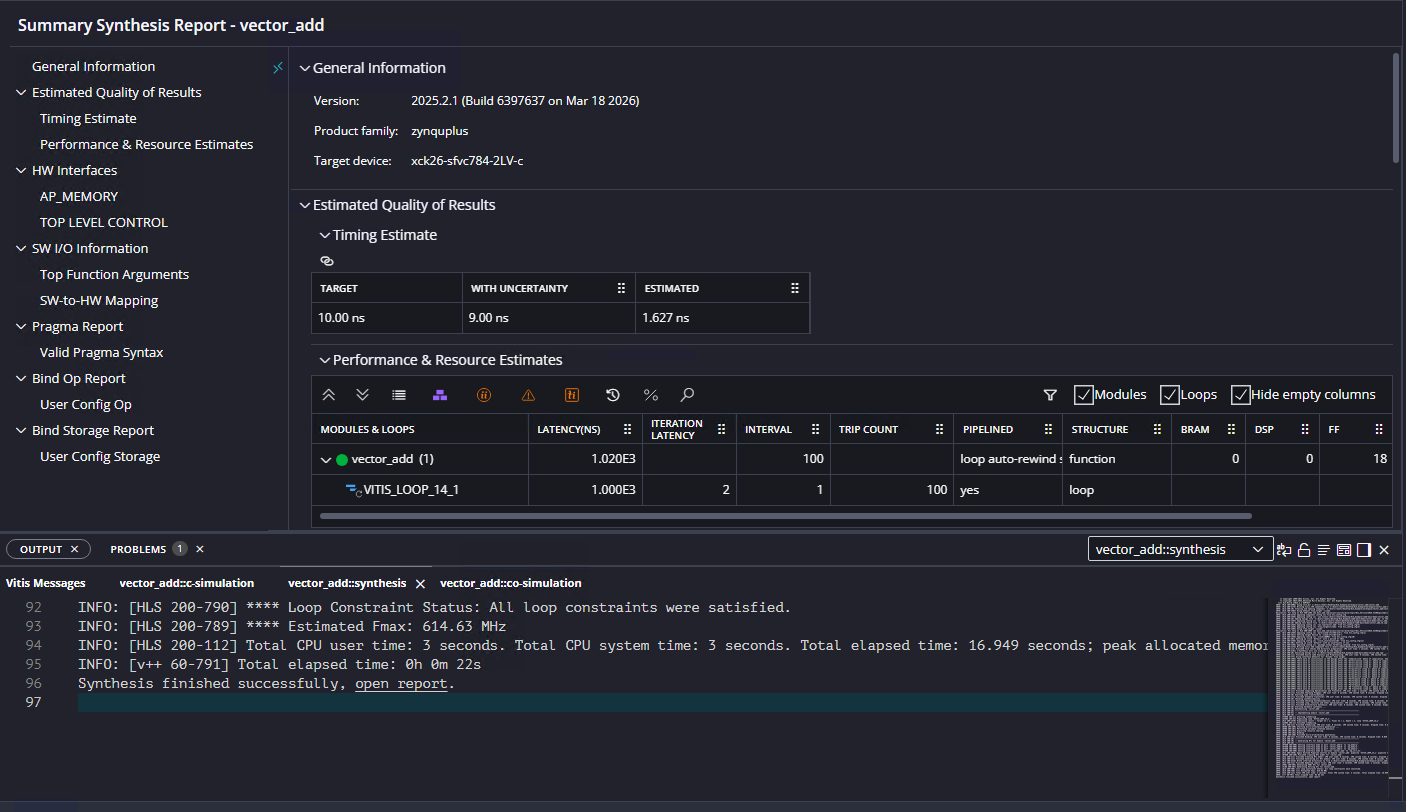 Summary Synthesis Report - vector_add
General Information
Estimated Quality of Results
Timing Estimate
Performance & Resource Estimates
HW Interfaces
AP_MEMORY
TOP LEVEL CONTROL
SW I/O Information
Top Function Arguments
SW-to-HW Mapping
Pragma Report
Valid Pragma Syntax
Bind Op Report
User Config Op
Bind Storage Report
User Config Storage
General Information
Version: 2025.2.1 (Build 6397637 on Mar 18 2026)
Product family: zynquplus
Target device: xck26-sfvc784-2LV-c
Estimated Quality of Results
Timing Estimate
TARGET WITH UNCERTAINTY ESTIMATED
10.00 ns 9.00 ns 1.627 ns
Performance & Resource Estimates
Modules Loops Hide empty columns
MODULES & LOOPS LATENCY(NS) ITERATION LATENCY INTERVAL TRIP COUNT PIPELINED STRUCTURE BRAM DSP FF
vector_add (1) 1.020E3 100 loop auto-rewind s function 0 0 18
VITIS_LOOP_14_1 1.000E3 2 1 100 yes loop
OUTPUT PROBLEMS 1 vector_add::synthesis
Vitis Messages vector_add::c-simulation vector_add::synthesis vector_add::co-simulation
92 INFO: [HLS 200-790] **** Loop Constraint Status: All loop constraints were satisfied.
93 INFO: [HLS 200-789] **** Estimated Fmax: 614.63 MHz
94 INFO: [HLS 200-112] Total CPU user time: 3 seconds. Total CPU system time: 3 seconds. Total elapsed time: 16.949 seconds; peak allocated memor
95 INFO: [v++ 60-791] Total elapsed time: 0h 0m 22s
96 Synthesis finished successfully, open report.
97